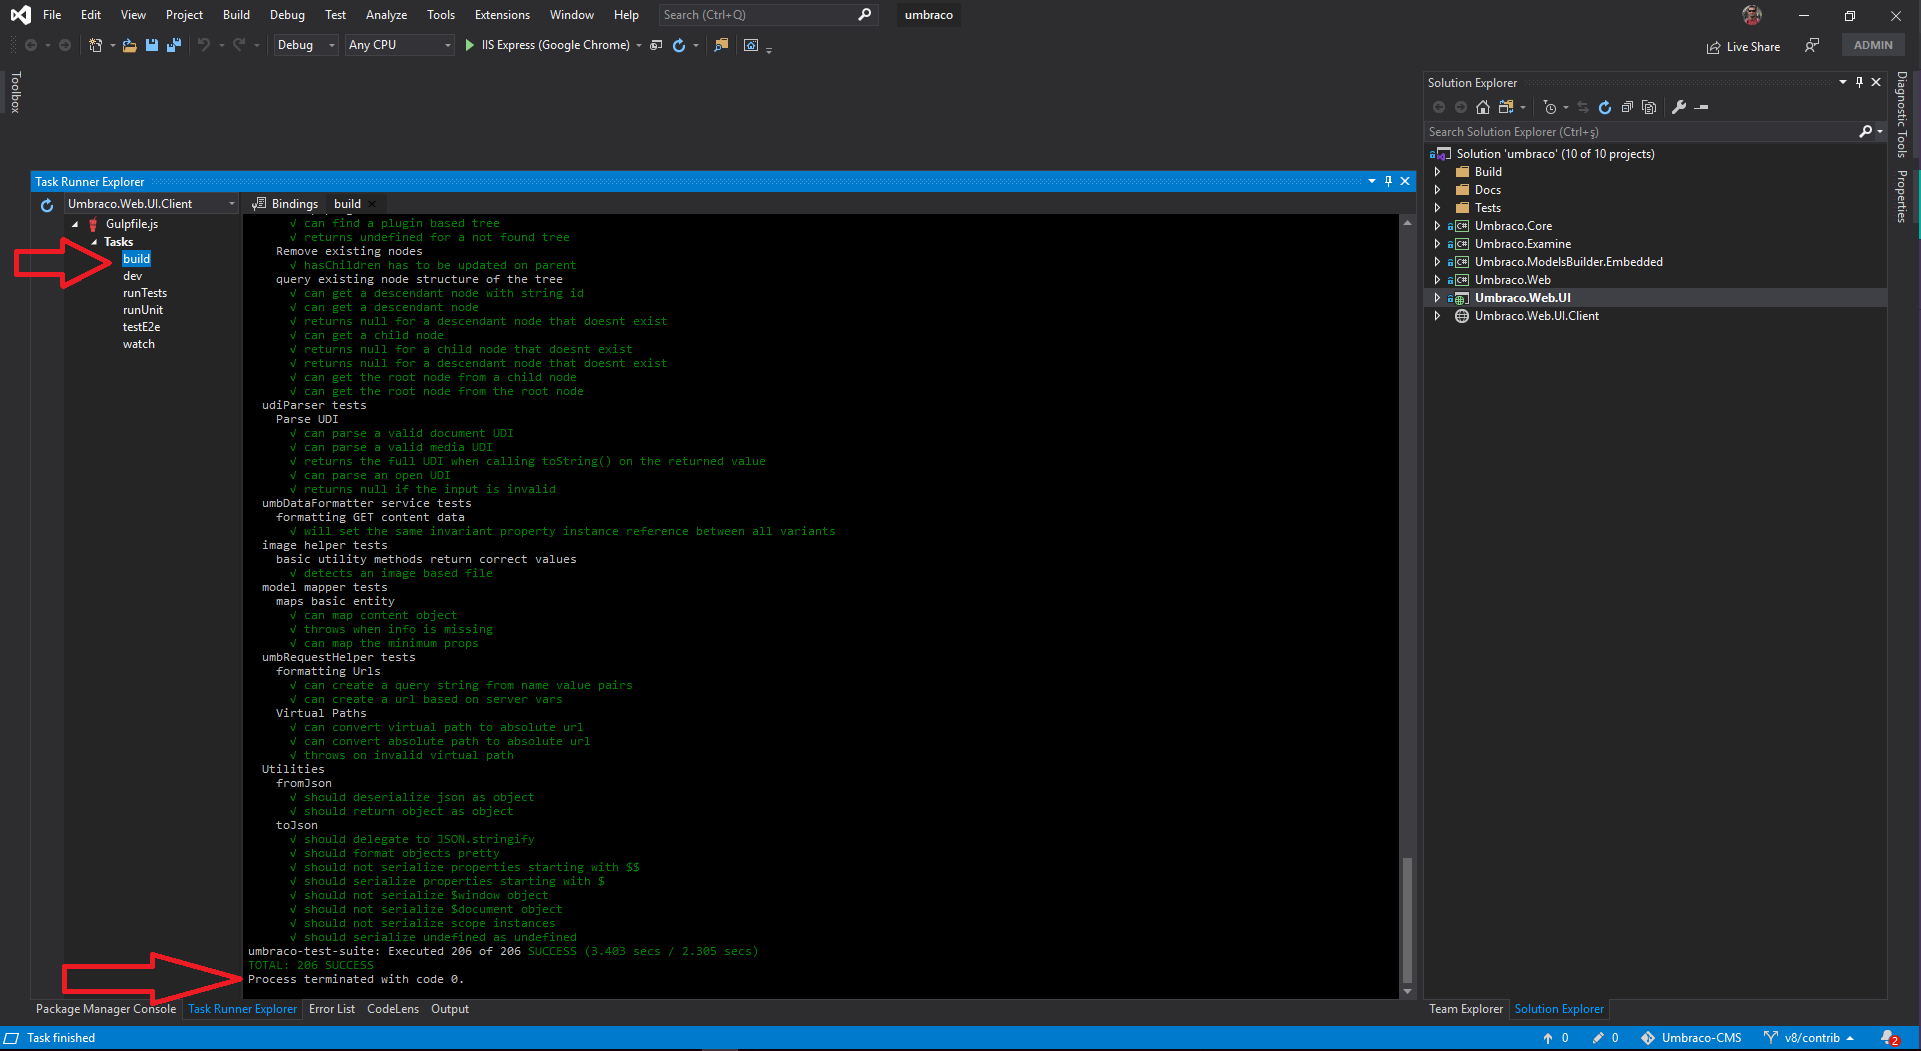 File Edit View Project Build Debug Test Analyze Tools Extensions Window Help Search (Ctrl+Q) umbraco
Debug Any CPU IIS Express (Google Chrome) Live Share ADMIN
Toolbox
Task Runner Explorer
Umbraco.Web.UI.Client
Gulpfile.js
Tasks
build
dev
runTests
runUnit
testE2e
watch
Bindings build
√ can find a plugin based tree
√ returns undefined for a not found tree
Remove existing nodes
√ hasChildren has to be updated on parent
query existing node structure of the tree
√ can get a descendant node with string id
√ can get a descendant node
√ returns null for a descendant node that doesnt exist
√ can get a child node
√ returns null for a child node that doesnt exist
√ returns null for a descendant node that doesnt exist
√ can get the root node from a child node
√ can get the root node from the root node
udiParser tests
Parse UDI
√ can parse a valid document UDI
√ can parse a valid media UDI
√ returns the full UDI when calling toString() on the returned value
√ can parse an open UDI
√ returns null if the input is invalid
umbDataFormatter service tests
formatting GET content data
√ will set the same invariant property instance reference between all variants
image helper tests
basic utility methods return correct values
√ detects an image based file
model mapper tests
maps basic entity
√ can map content object
√ throws when info is missing
√ can map the minimum props
umbRequestHelper tests
formatting Urls
√ can create a query string from name value pairs
√ can create a url based on server vars
Virtual Paths
√ can convert virtual path to absolute url
√ can convert absolute path to absolute url
√ throws on invalid virtual path
Utilities
fromJson
√ should deserialize json as object
√ should return object as object
toJson
√ should delegate to JSON.stringify
√ should format objects pretty
√ should not serialize properties starting with $$
√ should serialize properties starting with $
√ should not serialize $window object
√ should not serialize $document object
√ should not serialize scope instances
√ should serialize undefined as undefined
umbraco-test-suite: Executed 206 of 206 SUCCESS (3.403 secs / 2.305 secs)
TOTAL: 206 SUCCESS
Process terminated with code 0.
Package Manager Console Task Runner Explorer Error List CodeLens Output
Solution Explorer
Search Solution Explorer (Ctrl+ş)
Solution 'umbraco' (10 of 10 projects)
Build
Docs
Tests
Umbraco.Core
Umbraco.Examine
Umbraco.ModelsBuilder.Embedded
Umbraco.Web
Umbraco.Web.UI
Umbraco.Web.UI.Client
Team Explorer Solution Explorer
Diagnostic Tools
Properties
Task finished 0 0 Umbraco-CMS v8/contrib 2